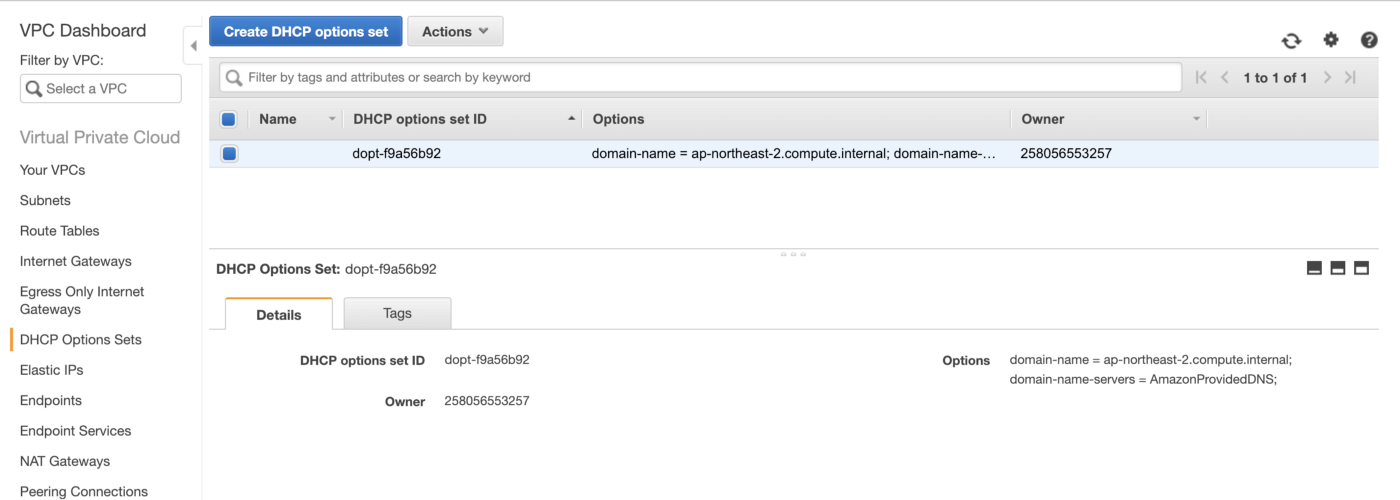 VPC Dashboard
Filter by VPC:
Select a VPC
Virtual Private Cloud
Your VPCs
Subnets
Route Tables
Internet Gateways
Egress Only Internet
Gateways
DHCP Options Sets
Elastic IPs
Endpoints
Endpoint Services
NAT Gateways
Peering Connections
Create DHCP options set Actions
Filter by tags and attributes or search by keyword 1 to 1 of 1
Name DHCP options set ID Options Owner
dopt-f9a56b92 domain-name = ap-northeast-2.compute.internal; domain-name-... 258056553257
DHCP Options Set: dopt-f9a56b92
Details Tags
DHCP options set ID dopt-f9a56b92
Owner 258056553257
Options domain-name = ap-northeast-2.compute.internal;
domain-name-servers = AmazonProvidedDNS;